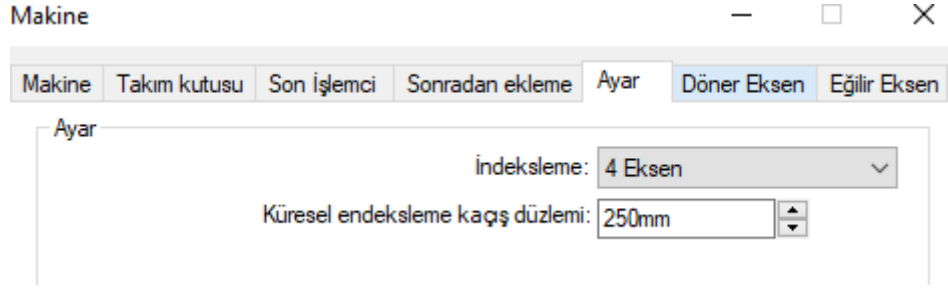 Makine
Makine Takım kutusu Son İşlemci Sonradan ekleme Ayar Döner Eksen Eğilir Eksen
Ayar
İndeksleme: 4 Eksen
Küresel endeksleme kaçış düzlemi: 250mm